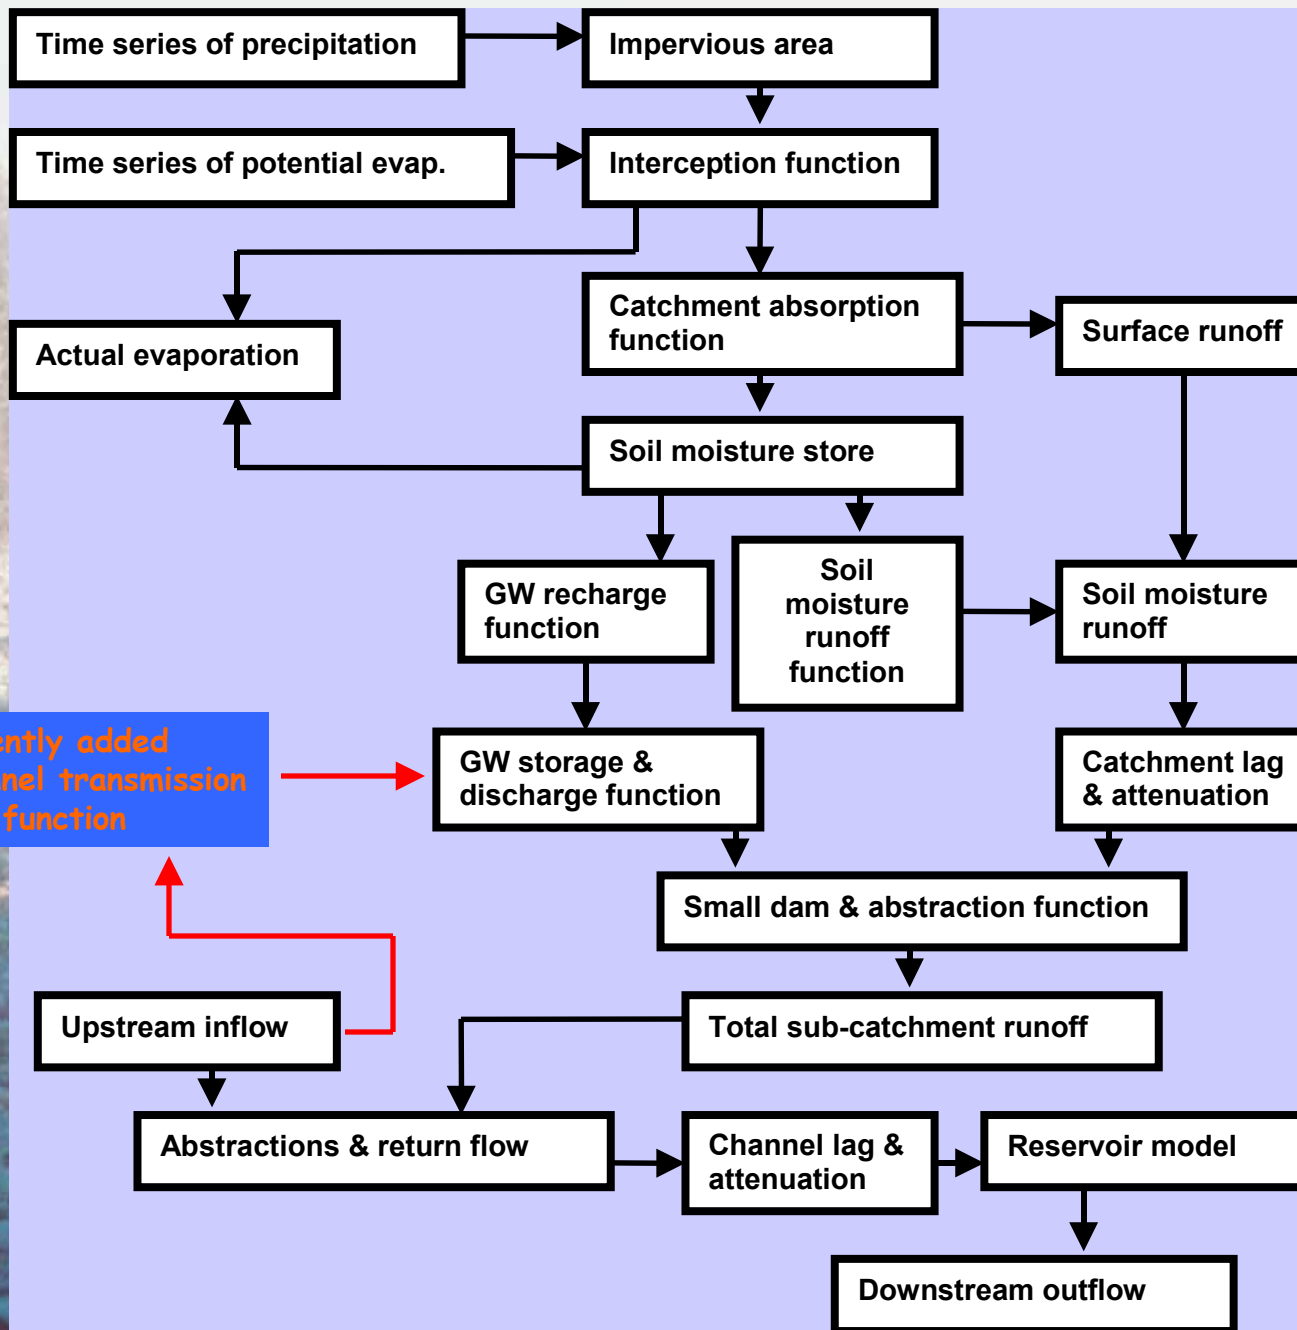 Time series of precipitation
Impervious area
Time series of potential evap.
Interception function
Catchment absorption
function
Surface runoff
Actual evaporation
Soil moisture store
GW recharge
function
Soil
moisture
runoff
function
Soil moisture
runoff
added
transmission
function
GW storage &
discharge function
Catchment lag
& attenuation
Small dam & abstraction function
Upstream inflow
Total sub-catchment runoff
Abstractions & return flow
Channel lag &
attenuation
Reservoir model
Downstream outflow